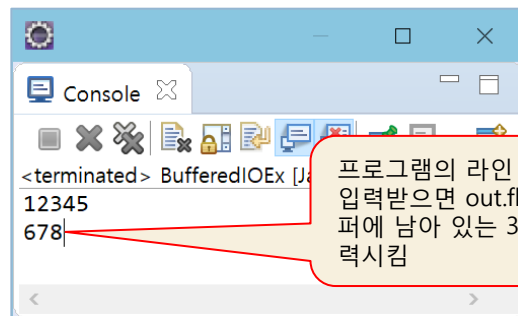 Console
<terminated> BufferedIOEx [J
12345
678
프로그램의 라인
입력받으면 out.fl
퍼에 남아 있는 3
력시킴